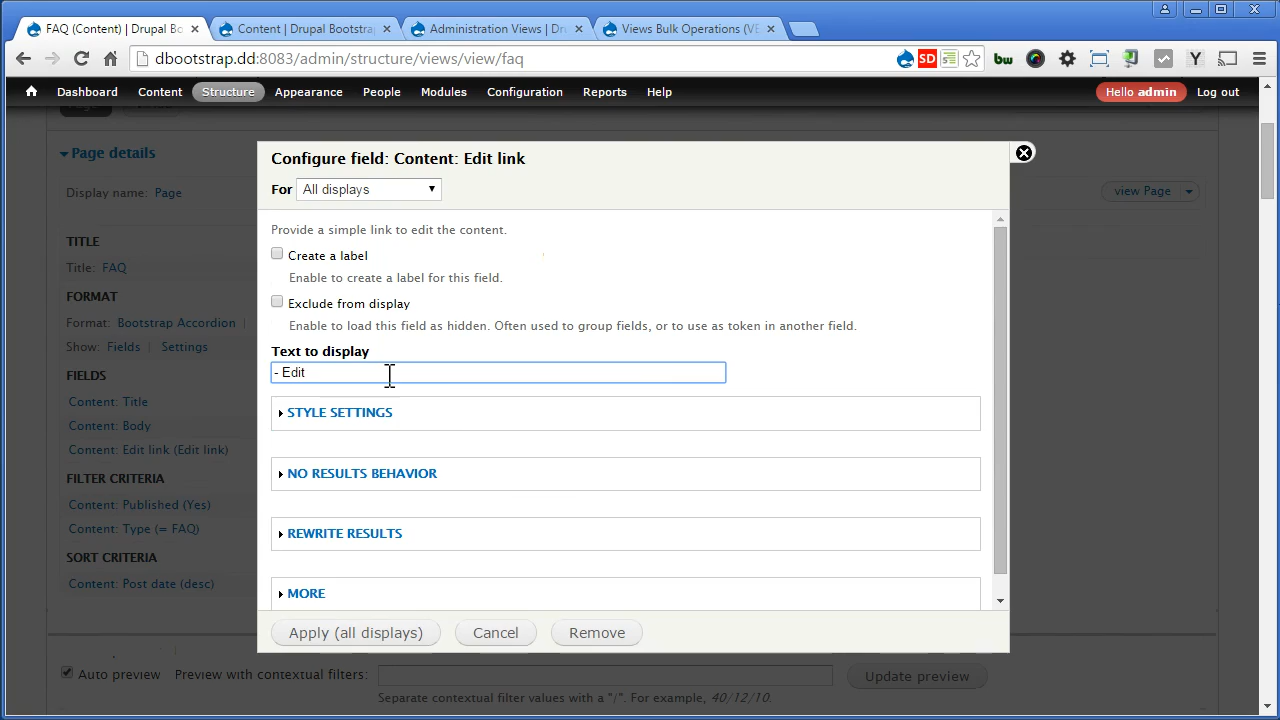 FAQ (Content) | Drupal Bo
Content | Drupal Bootstrap
Administration Views | Dr
Views Bulk Operations (VE
dbootstrap.dd:8083/admin/structure/views/view/faq
SD
bw
Y
Dashboard
Content
Structure
Appearance
People
Modules
Configuration
Reports
Help
Hello admin
Log out
Page details
Display name: Page
view Page
TITLE
Title: FAQ
FORMAT
Format: Bootstrap Accordion
Show: Fields | Settings
FIELDS
Content: Title
Content: Body
Content: Edit link (Edit link)
FILTER CRITERIA
Content: Published (Yes)
Content: Type (= FAQ)
SORT CRITERIA
Content: Post date (desc)
Configure field: Content: Edit link
For All displays
Provide a simple link to edit the content.
Create a label
Enable to create a label for this field.
Exclude from display
Enable to load this field as hidden. Often used to group fields, or to use as token in another field.
Text to display
- Edit
STYLE SETTINGS
NO RESULTS BEHAVIOR
REWRITE RESULTS
MORE
Apply (all displays)
Cancel
Remove
Auto preview
Preview with contextual filters:
Update preview
Separate contextual filter values with a "/". For example, 40/12/10.